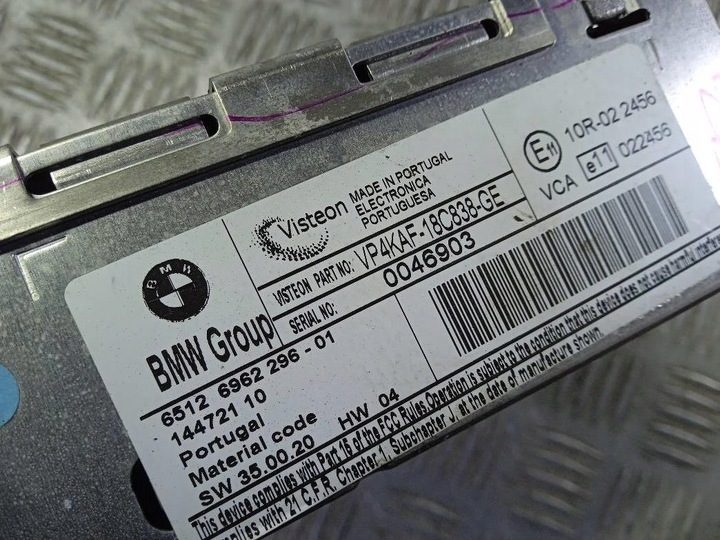 Visteon
MADE IN PORTUGAL
ELECTRONICA
PORTUGUESA
E11
10R-02 2456
VCA
e11
022456
VISTEON PART NO: VP4KAF-18C838-GE
SERIAL NO: 0046903
BMW
BMW Group
6512 6962 296 - 01
144721 10
Portugal
Material code
SW 35.00.20 HW 04
This device complies with Part 15 of the FCC Rules. Operation is subject to the condition that this device does not cause harmful interfe
omplies with 21 C.F.R. Chapter 1, Subchapter J, at the date of manufacture shown.